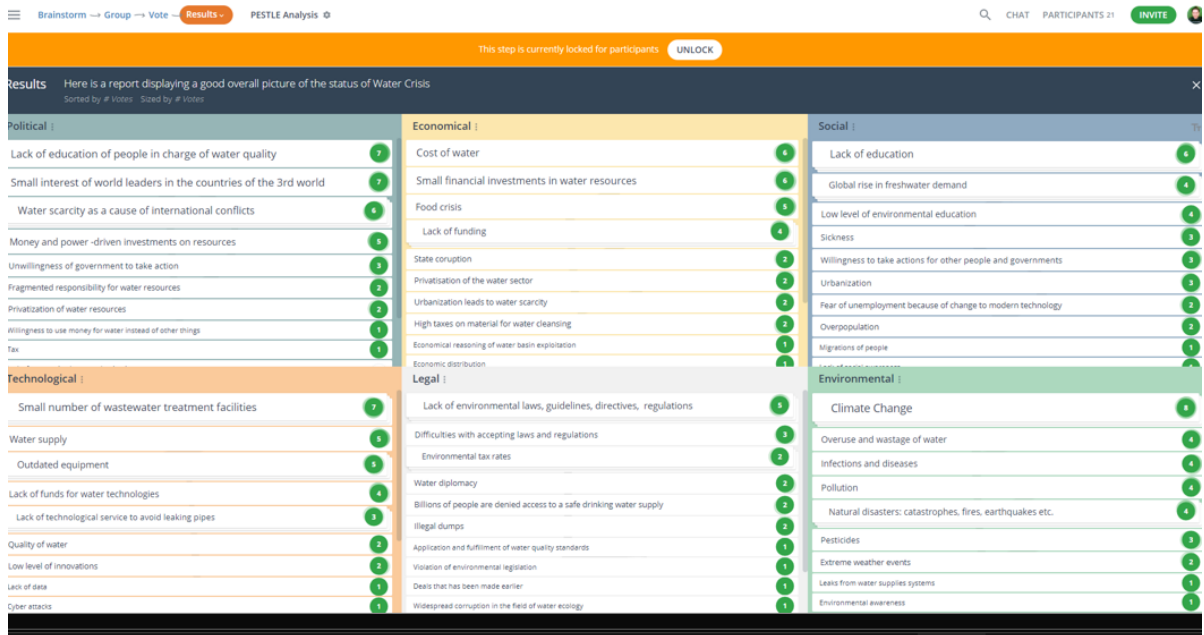 Brainstorm → Group → Vote → Results PESTLE Analysis CHAT PARTICIPANTS 21 INVITE
This step is currently locked for participants UNLOCK
Results Here is a report displaying a good overall picture of the status of Water Crisis
Sorted by # Votes Sized by # Votes
Political
Lack of education of people in charge of water quality 7
Small interest of world leaders in the countries of the 3rd world 7
Water scarcity as a cause of international conflicts 6
Money and power -driven investments on resources 5
Unwillingness of government to take action 3
Fragmented responsibility for water resources 2
Privatization of water resources 2
Willingness to use money for water instead of other things 1
Tax 1
Economical
Cost of water 6
Small financial investments in water resources 6
Food crisis 5
Lack of funding 4
State coruption 2
Privatisation of the water sector 2
Urbanization leads to water scarcity 2
High taxes on material for water cleansing 2
Economical reasoning of water basin exploitation 1
Economic distribution 1
Social
Lack of education 6
Global rise in freshwater demand 4
Low level of environmental education 4
Sickness 3
Willingness to take actions for other people and governments 3
Urbanization 3
Fear of unemployment because of change to modern technology 2
Overpopulation 2
Migrations of people 1
Technological
Small number of wastewater treatment facilities 7
Water supply 5
Outdated equipment 5
Lack of funds for water technologies 4
Lack of technological service to avoid leaking pipes 3
Quality of water 2
Low level of innovations 2
Lack of data 1
Cyber attacks 1
Legal
Lack of environmental laws, guidelines, directives, regulations 5
Difficulties with accepting laws and regulations 3
Environmental tax rates 2
Water diplomacy 2
Billions of people are denied access to a safe drinking water supply 2
Illegal dumps 2
Application and fulfillment of water quality standards 1
Violation of environmental legislation 1
Deals that has been made earlier 1
Widespread corruption in the field of water ecology 1
Environmental
Climate Change 8
Overuse and wastage of water 4
Infections and diseases 4
Pollution 4
Natural disasters: catastrophes, fires, earthquakes etc. 4
Pesticides 3
Extreme weather events 2
Leaks from water supplies systems 1
Environmental awareness 1